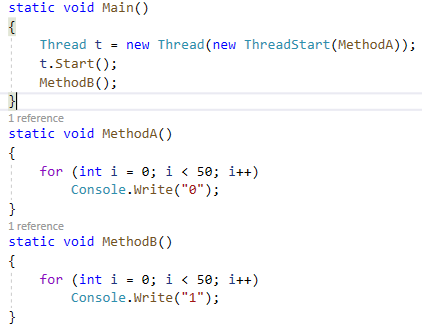 static void Main()
{
    Thread t = new Thread(new ThreadStart(MethodA));
    t.Start();
    MethodB();
}
1 reference
static void MethodA()
{
    for (int i = 0; i < 50; i++)
        Console.Write("0");
}
1 reference
static void MethodB()
{
    for (int i = 0; i < 50; i++)
        Console.Write("1");
}